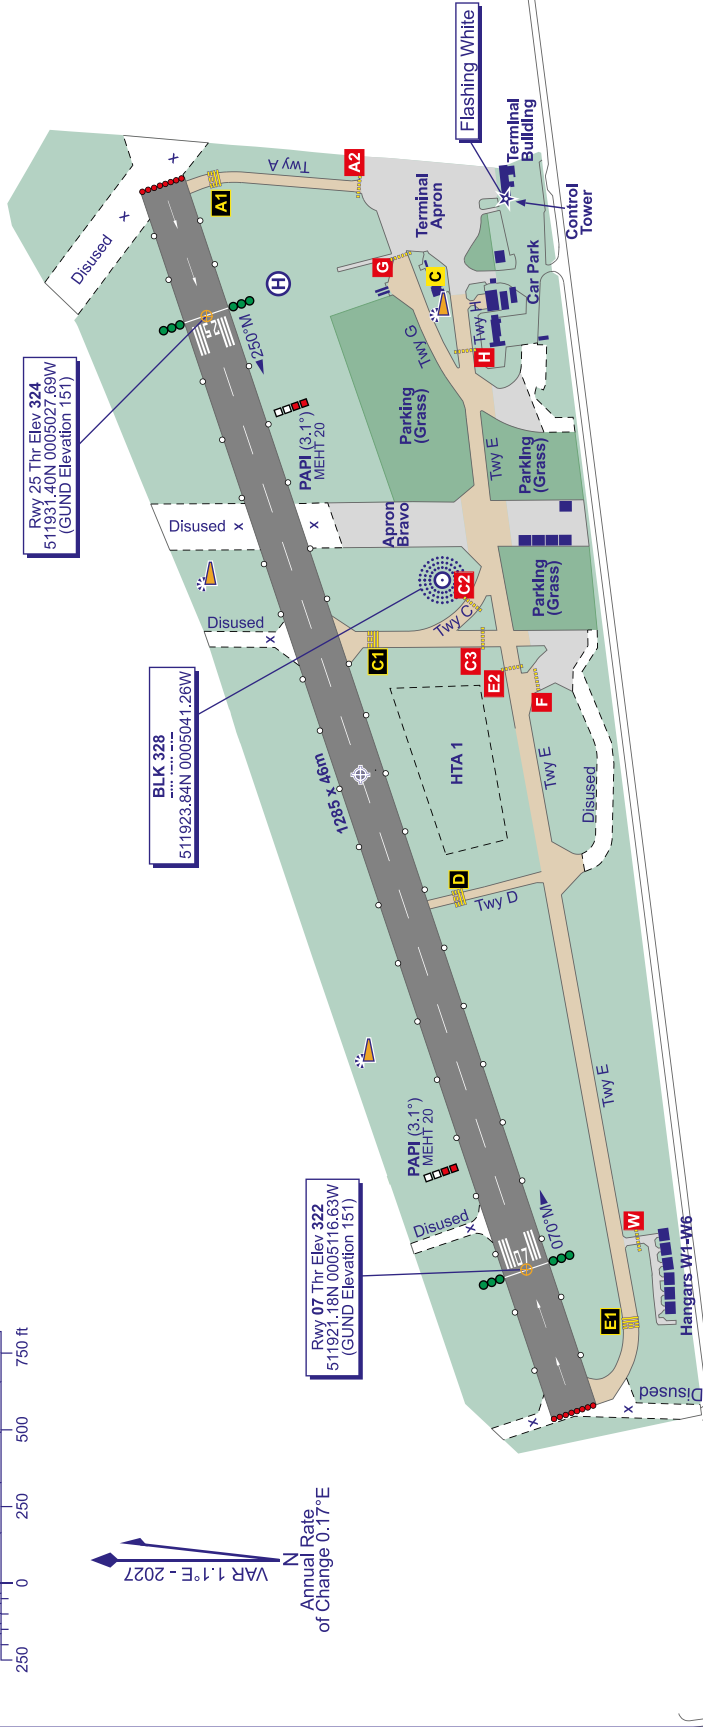 Flashing White
Terminal
Building
Control
Tower
A2
Twy A
A1
Disused
x
x
Terminal
Apron
G
C
Car Park
Twy H
H
Twy G
H
25
250°M
Rwy 25 Thr Elev 324
511931.40N 0005027.69W
(GUND Elevation 151)
PAPI (3.1°)
MEHT 20
Parking
(Grass)
Twy E
Parking
(Grass)
Disused
x
x
Apron
Bravo
C2
Parking
(Grass)
Disused
x
Twy C
C1
C3
E2
F
BLK 328
511923.84N 0005041.26W
1285 x 46m
HTA 1
Twy E
Disused
D
Twy D
Twy E
PAPI (3.1°)
MEHT 20
Rwy 07 Thr Elev 322
511921.18N 0005116.63W
(GUND Elevation 151)
Disused
x
07
070°M
W
Hangars W1-W6
E1
Disused
x
x
750 ft
500
250
0
250
VAR 1.1°E - 2027
N
Annual Rate
of Change 0.17°E